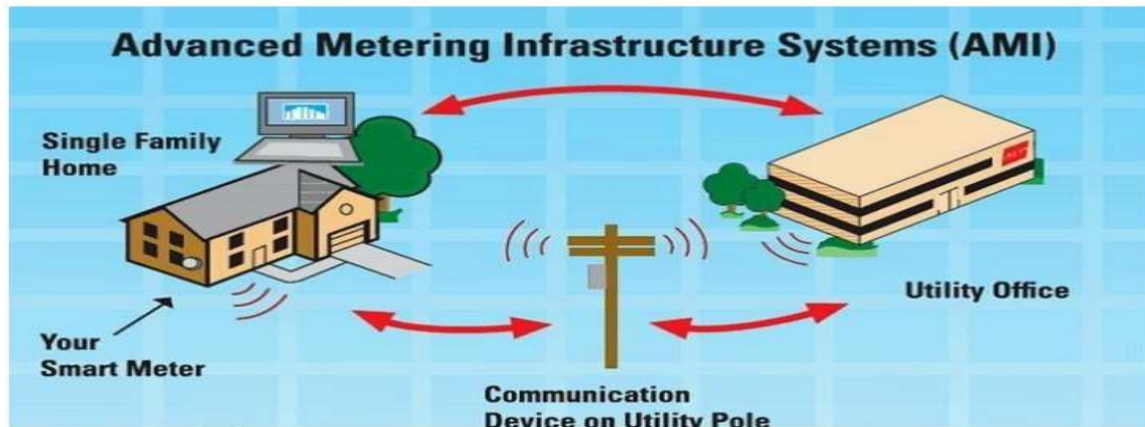 Advanced Metering Infrastructure Systems (AMI)
Single Family
Home
Utility Office
Your
Smart Meter
Communication
Device on Utility Pole